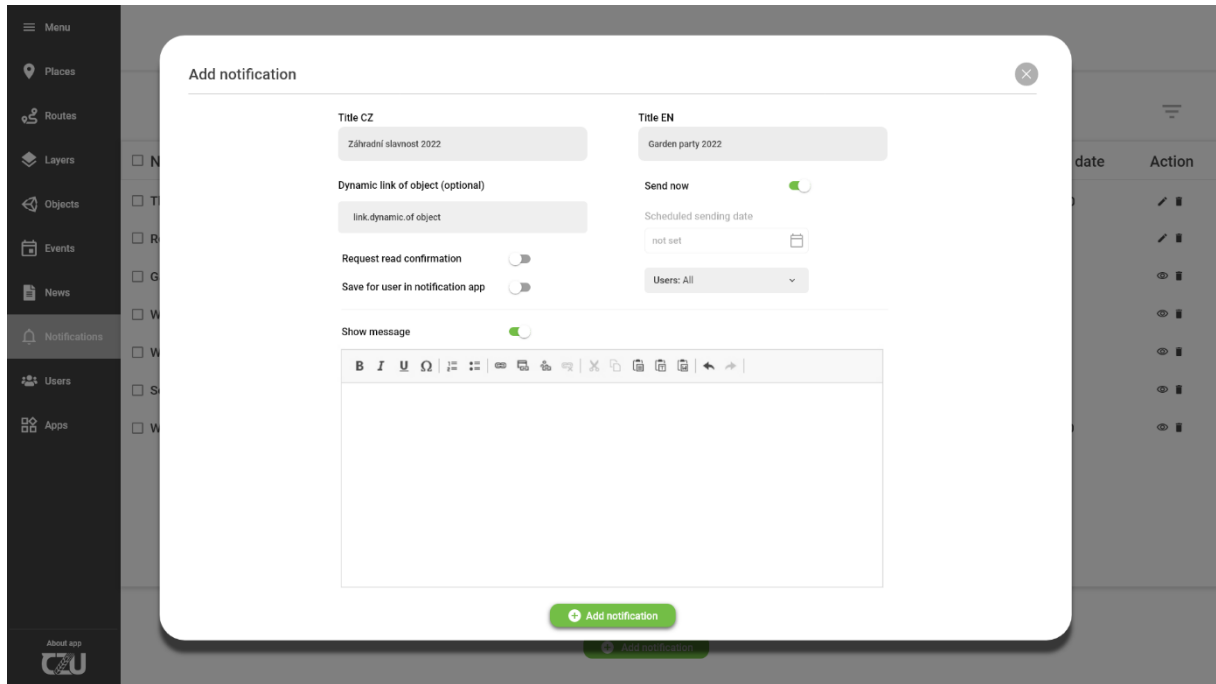 Menu
Places
Routes
Layers
Objects
Events
News
Notifications
Users
Apps
About app
CZU
Add notification
Title CZ
Title EN
Záhradní slavnost 2022
Garden party 2022
Dynamic link of object (optional)
link.dynamic.of object
Send now
Scheduled sending date
not set
Request read confirmation
Save for user in notification app
Users: All
Show message
B I U Ω
Add notification
date
Action
Add notification